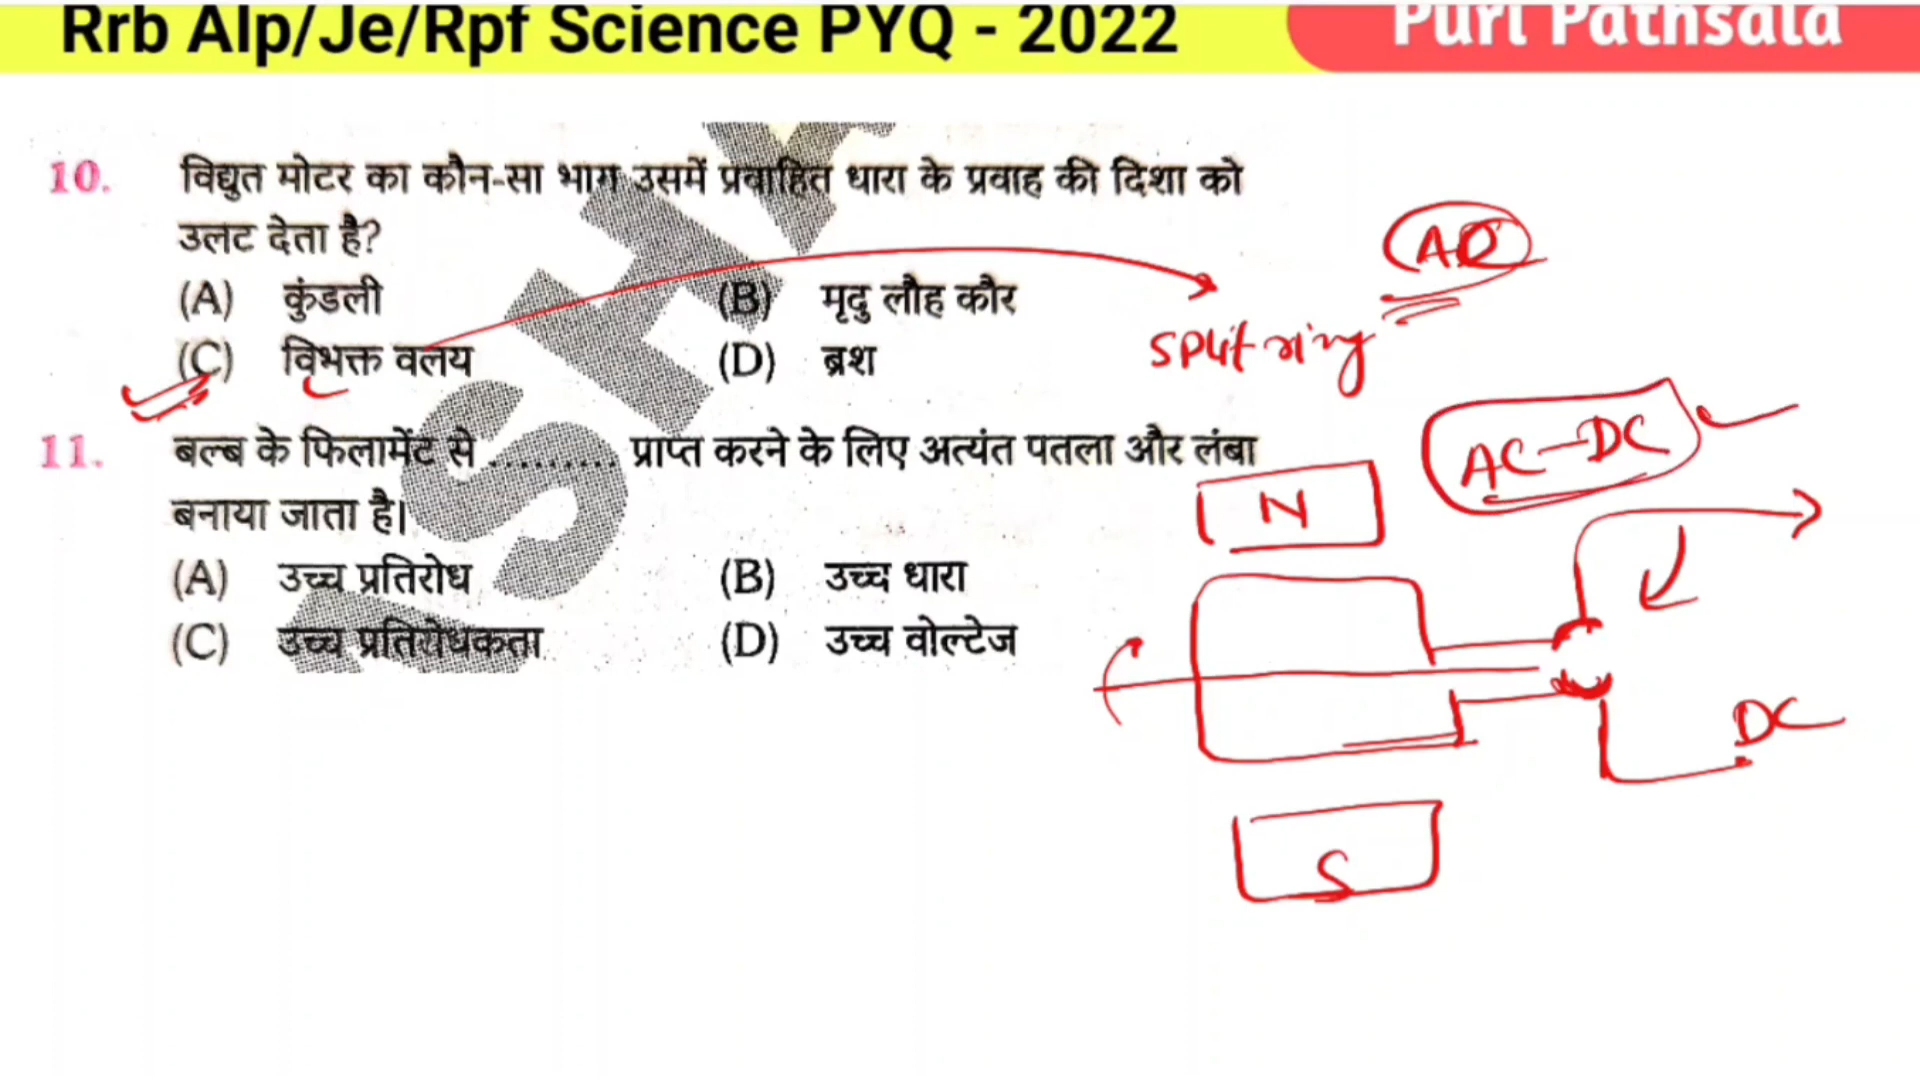 Rrb Alp/Je/Rpf Science PYQ - 2022
Puri Pathsala
10. विद्युत मोटर का कौन-सा भाग उसमें प्रवाहित धारा के प्रवाह की दिशा को
उलट देता है?
(A) कुंडली (B) मृदु लौह कौर
(C) विभक्त वलय (D) ब्रश
11. बल्ब के फिलामेंट से .......... प्राप्त करने के लिए अत्यंत पतला और लंबा
बनाया जाता है।
(A) उच्च प्रतिरोध (B) उच्च धारा
(C) उच्च प्रतिरोधकता (D) उच्च वोल्टेज
split ring
AC-DC
N
DC
S